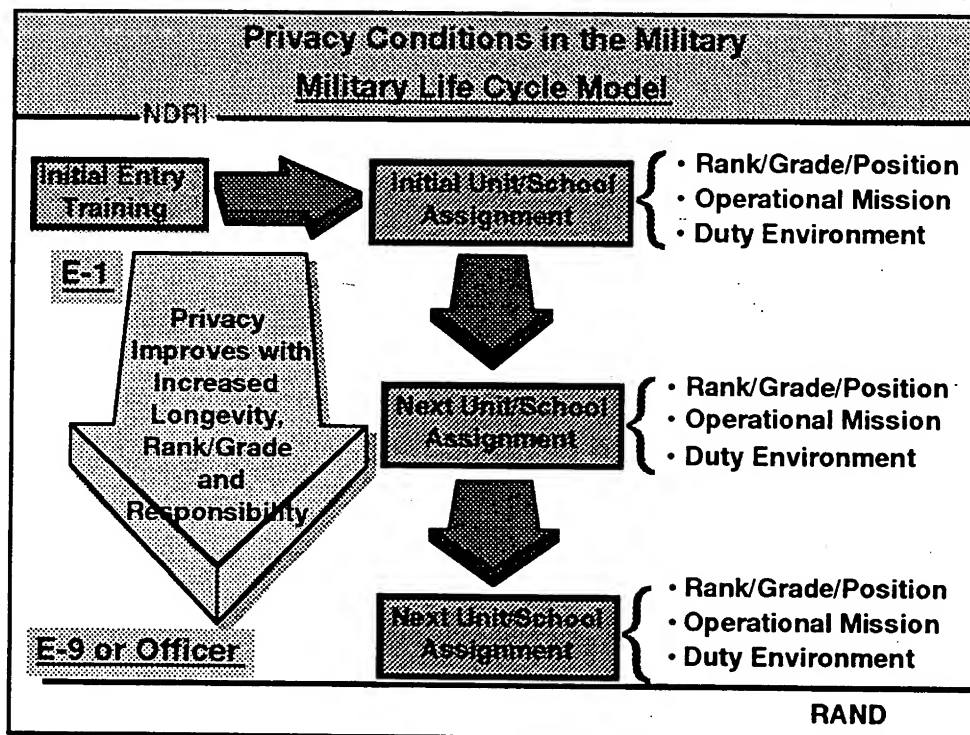 Privacy Conditions in the Military
Military Life Cycle Model
NDRI
Initial Entry
Training
Initial Unit/School
Assignment
• Rank/Grade/Position
• Operational Mission
• Duty Environment
E-1
Privacy
Improves with
Increased
Longevity,
Rank/Grade
and
Responsibility
Next Unit/School
Assignment
• Rank/Grade/Position
• Operational Mission
• Duty Environment
Next Unit/School
Assignment
• Rank/Grade/Position
• Operational Mission
• Duty Environment
E-9 or Officer
RAND